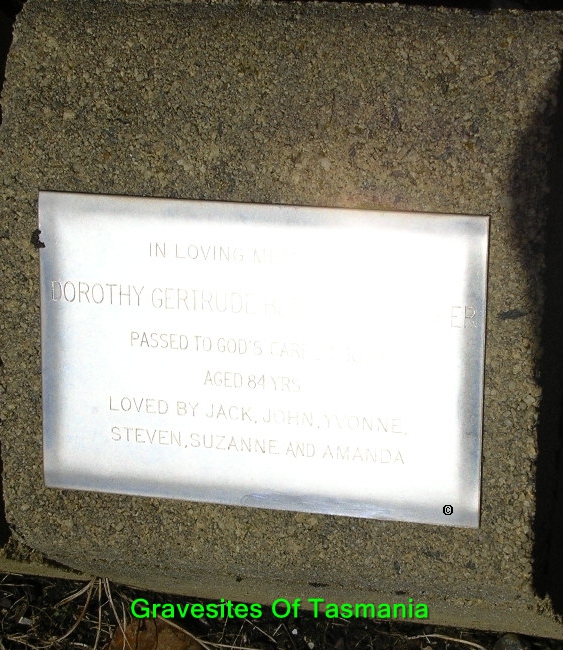 IN LOVING
DOROTHY GERTRUDE
PASSED TO GOD'S CARE
AGED 84 YRS
LOVED BY JACK, JOHN, YVONNE,
STEVEN, SUZANNE AND AMANDA
©
Gravesites Of Tasmania